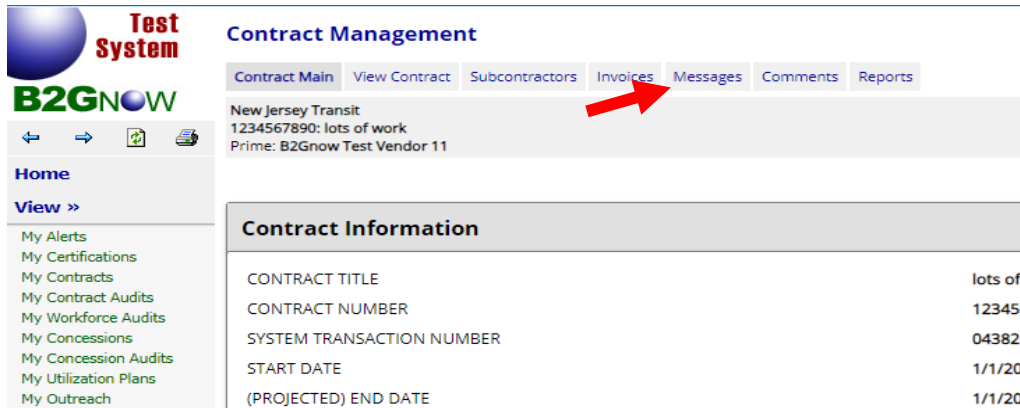 Test
System
B2GNOW
Home
View »
My Alerts
My Certifications
My Contracts
My Contract Audits
My Workforce Audits
My Concessions
My Concession Audits
My Utilization Plans
My Outreach
Contract Management
Contract Main View Contract Subcontractors Invoices Messages Comments Reports
New Jersey Transit
1234567890: lots of work
Prime: B2Gnow Test Vendor 11
Contract Information
CONTRACT TITLE lots of
CONTRACT NUMBER 12345
SYSTEM TRANSACTION NUMBER 04382
START DATE 1/1/20
(PROJECTED) END DATE 1/1/20